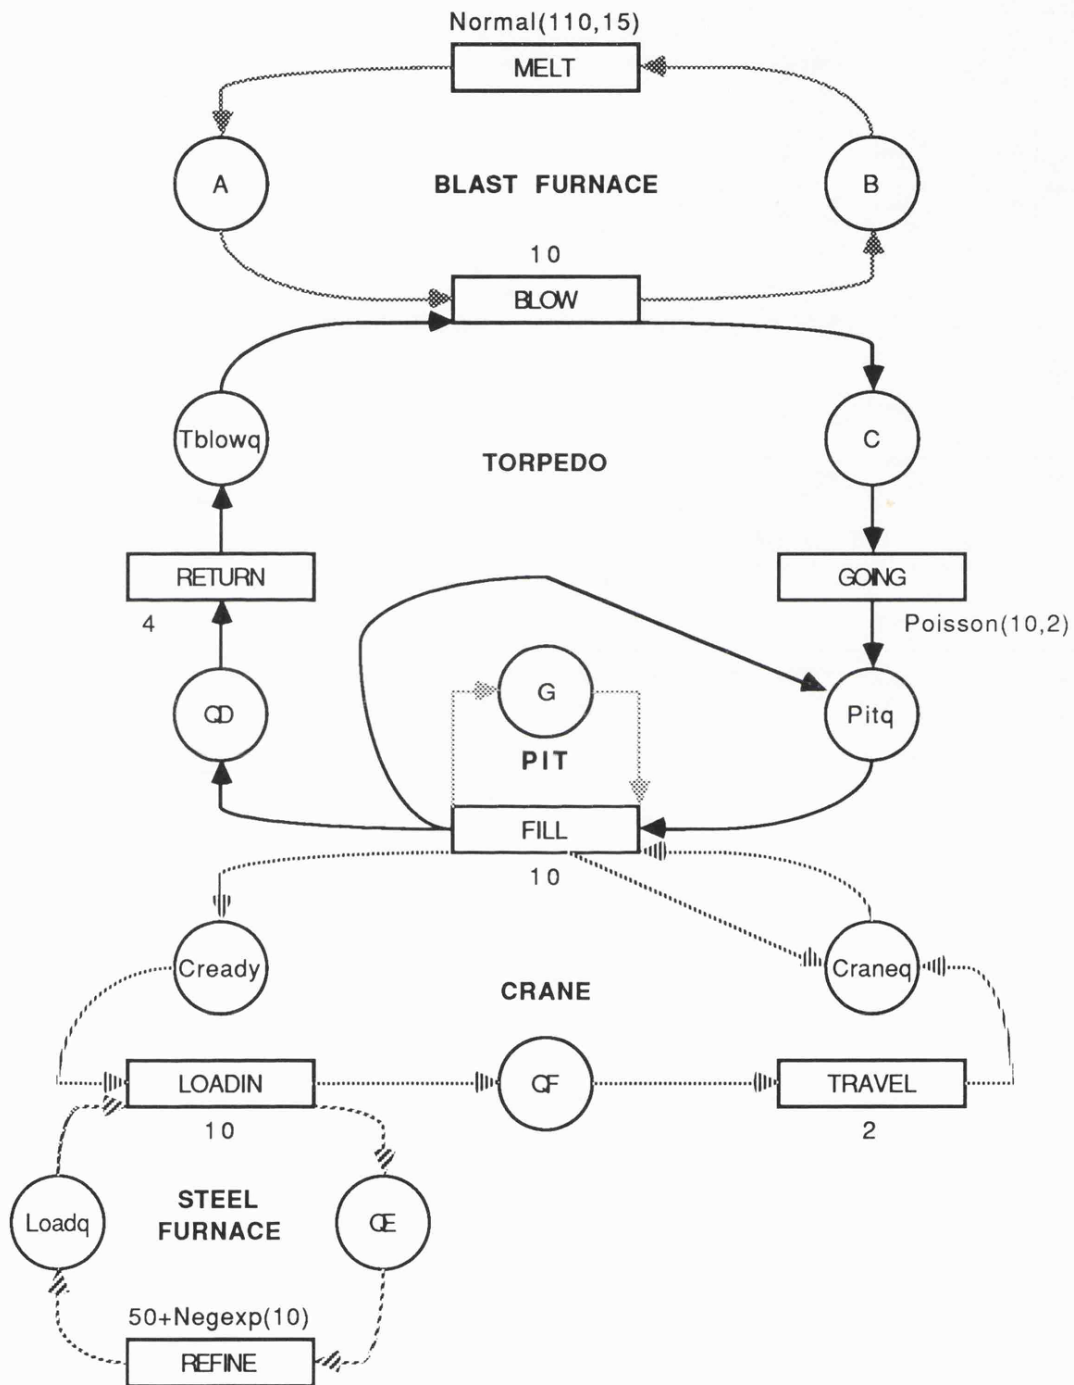 Normal(110,15)
MELT
A
BLAST FURNACE
B
10
BLOW
Tblowq
TORPEDO
C
RETURN
4
GOING
Poisson(10,2)
QD
G
PIT
Pitq
FILL
10
Cready
CRANE
Craneq
LOADIN
10
QF
TRAVEL
2
Loadq
STEEL
FURNACE
QE
50+Negexp(10)
REFINE